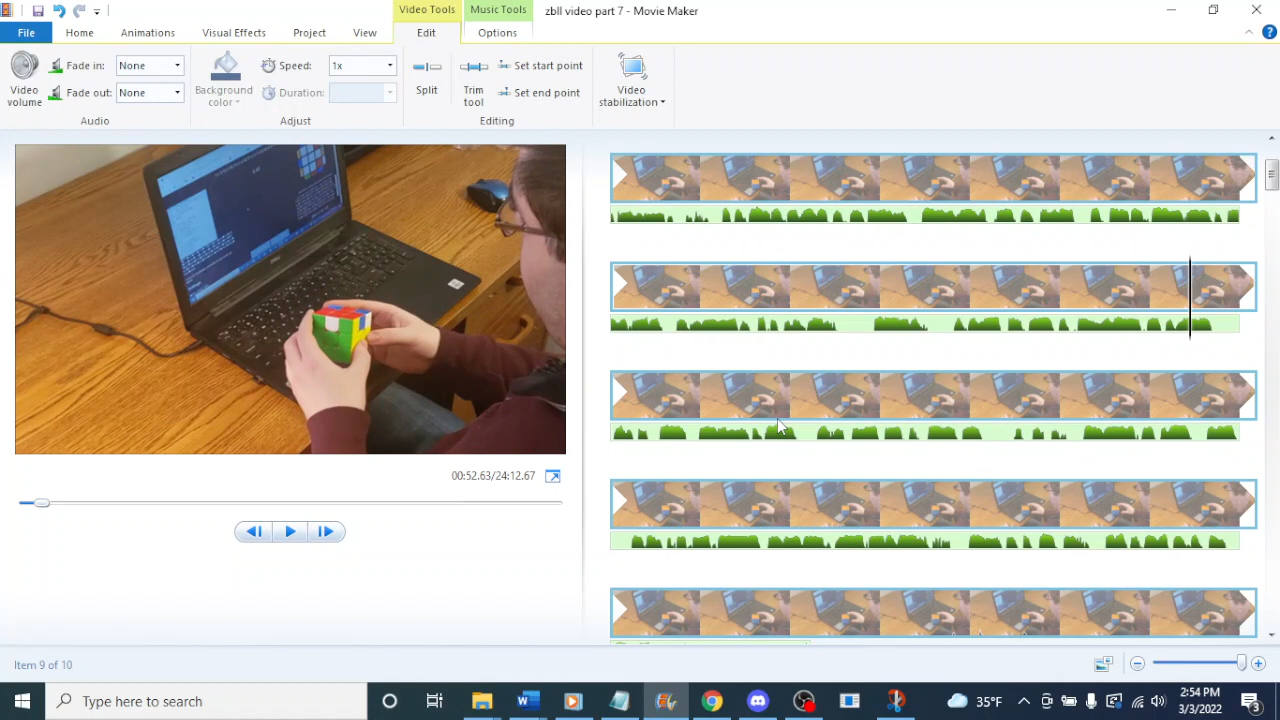 Video Tools
Music Tools
zbll video part 7 - Movie Maker
File
Home
Animations
Visual Effects
Project
View
Edit
Options
Video volume
Fade in:
None
Fade out:
None
Audio
Background color
Speed:
1x
Duration:
Adjust
Split
Trim tool
Set start point
Set end point
Editing
Video stabilization
00:52.63/24:12.67
Item 9 of 10
Type here to search
35°F
2:54 PM
3/3/2022
3